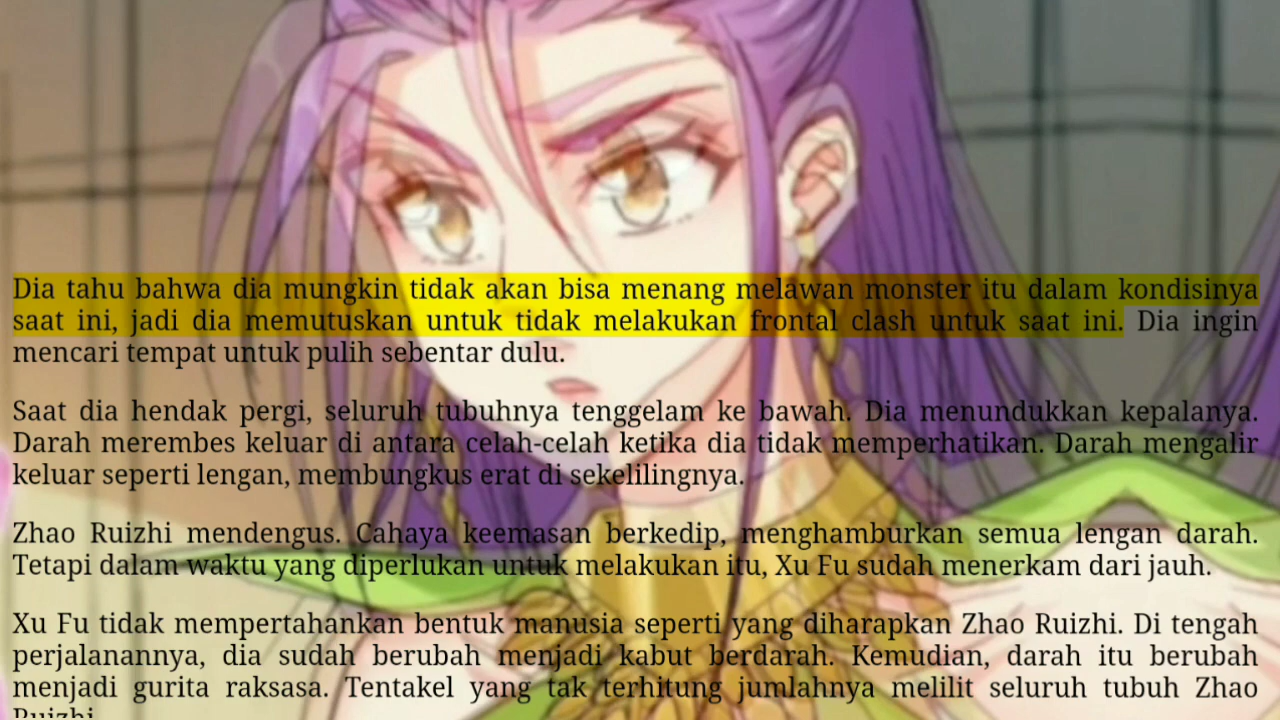 Dia tahu bahwa dia mungkin tidak akan bisa menang melawan monster itu dalam kondisinya
saat ini, jadi dia memutuskan untuk tidak melakukan frontal clash untuk saat ini. Dia ingin
mencari tempat untuk pulih sebentar dulu.
Saat dia hendak pergi, seluruh tubuhnya tenggelam ke bawah. Dia menundukkan kepalanya.
Darah merembes keluar di antara celah-celah ketika dia tidak memperhatikan. Darah mengalir
keluar seperti lengan, membungkus erat di sekelilingnya.
Zhao Ruizhi mendengus. Cahaya keemasan berkedip, menghamburkan semua lengan darah.
Tetapi dalam waktu yang diperlukan untuk melakukan itu, Xu Fu sudah menerkam dari jauh.
Xu Fu tidak mempertahankan bentuk manusia seperti yang diharapkan Zhao Ruizhi. Di tengah
perjalanannya, dia sudah berubah menjadi kabut berdarah. Kemudian, darah itu berubah
menjadi gurita raksasa. Tentakel yang tak terhitung jumlahnya melilit seluruh tubuh Zhao
Ruizhi.